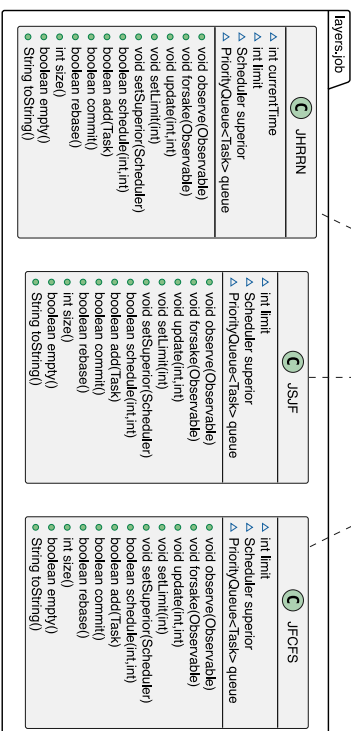 layers.job
C JHRRN
int currentTime
int limit
Scheduler superior
PriorityQueue<Task> queue
void observe(Observable)
void forsake(Observable)
void update(int,int)
void setLimit(int)
void setSuperior(Scheduler)
boolean schedule(int,int)
boolean add(Task)
boolean commit()
boolean rebase()
int size()
boolean empty()
String toString()
C JSJF
int limit
Scheduler superior
PriorityQueue<Task> queue
void observe(Observable)
void forsake(Observable)
void update(int,int)
void setLimit(int)
void setSuperior(Scheduler)
boolean schedule(int,int)
boolean add(Task)
boolean commit()
boolean rebase()
int size()
boolean empty()
String toString()
C JFCFS
int limit
Scheduler superior
PriorityQueue<Task> queue
void observe(Observable)
void forsake(Observable)
void update(int,int)
void setLimit(int)
void setSuperior(Scheduler)
boolean schedule(int,int)
boolean add(Task)
boolean commit()
boolean rebase()
int size()
boolean empty()
String toString()